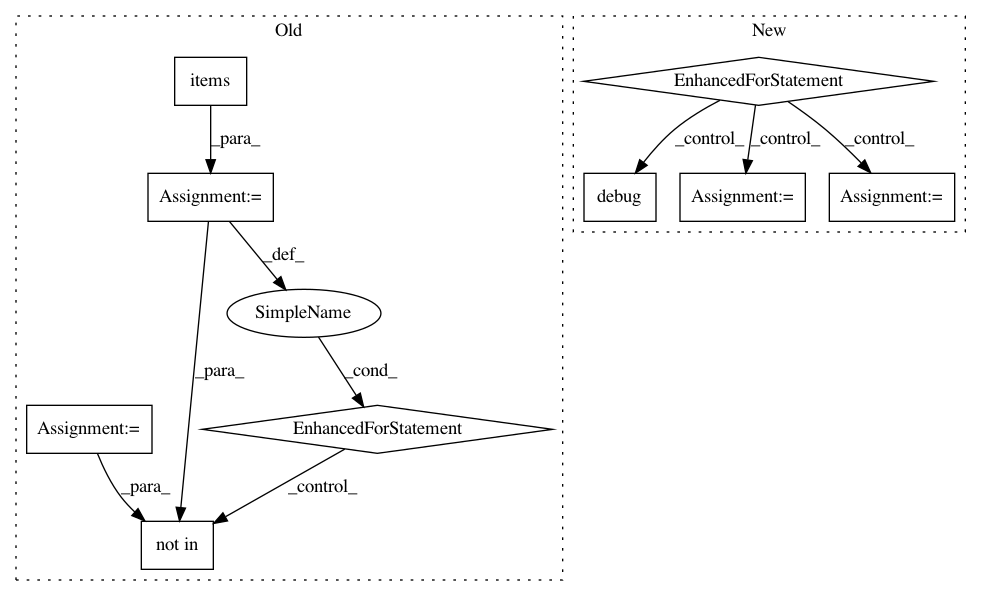 Old
New
items
EnhancedForStatement
_para_
_control_
_control_
_control_
Assignment:=
debug
Assignment:=
Assignment:=
_def_
SimpleName
_para_
_cond_
Assignment:=
EnhancedForStatement
_para_
_control_
not in